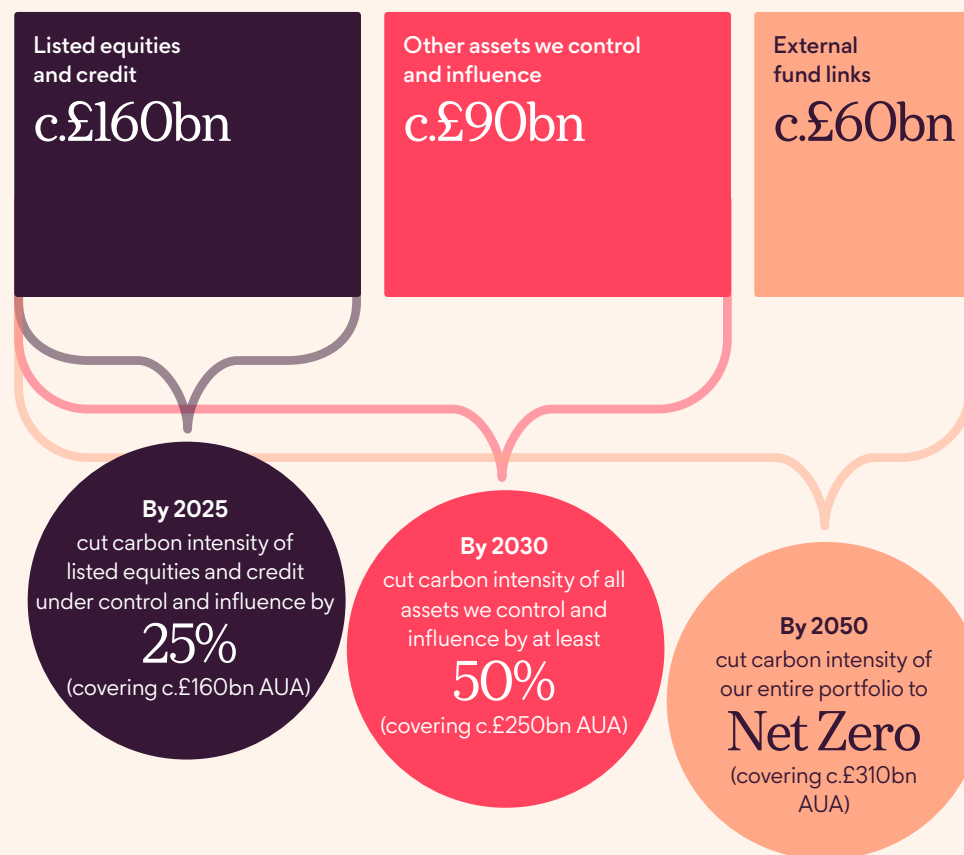 Listed equities
and credit
c.£160bn
Other assets we control
and influence
c.£90bn
External
fund links
c.£60bn
By 2025
cut carbon intensity of
listed equities and credit
under control and influence by
25%
(covering c.£160bn AUA)
By 2030
cut carbon intensity of all
assets we control and
influence by at least
50%
(covering c.£250bn AUA)
By 2050
cut carbon intensity of
our entire portfolio to
Net Zero
(covering c.£310bn
AUA)